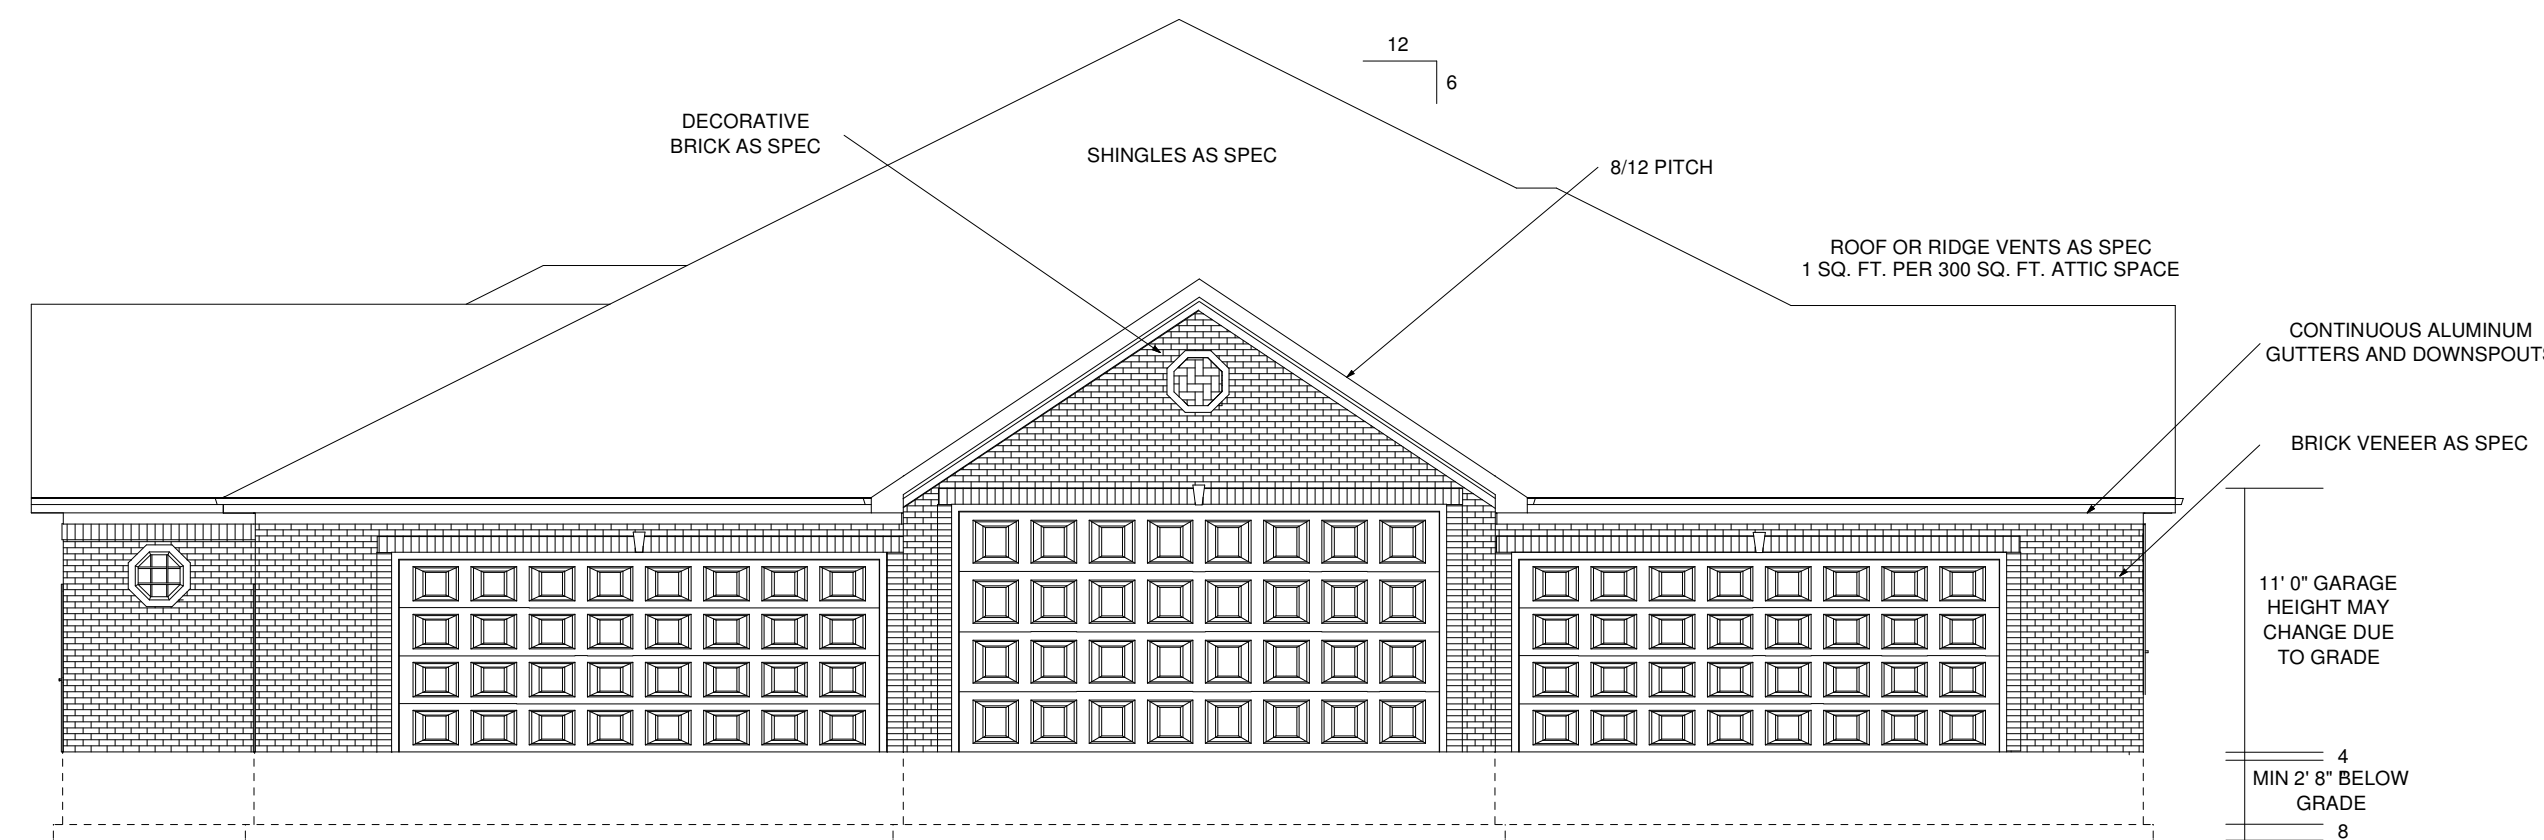 12
6
DECORATIVE
BRICK AS SPEC
SHINGLES AS SPEC
8/12 PITCH
ROOF OR RIDGE VENTS AS SPEC
1 SQ. FT. PER 300 SQ. FT. ATTIC SPACE
CONTINUOUS ALUMINUM
GUTTERS AND DOWNSPOUTS
BRICK VENEER AS SPEC
11' 0" GARAGE
HEIGHT MAY
CHANGE DUE
TO GRADE
4
"
MIN 2' 8" BELOW
GRADE
8